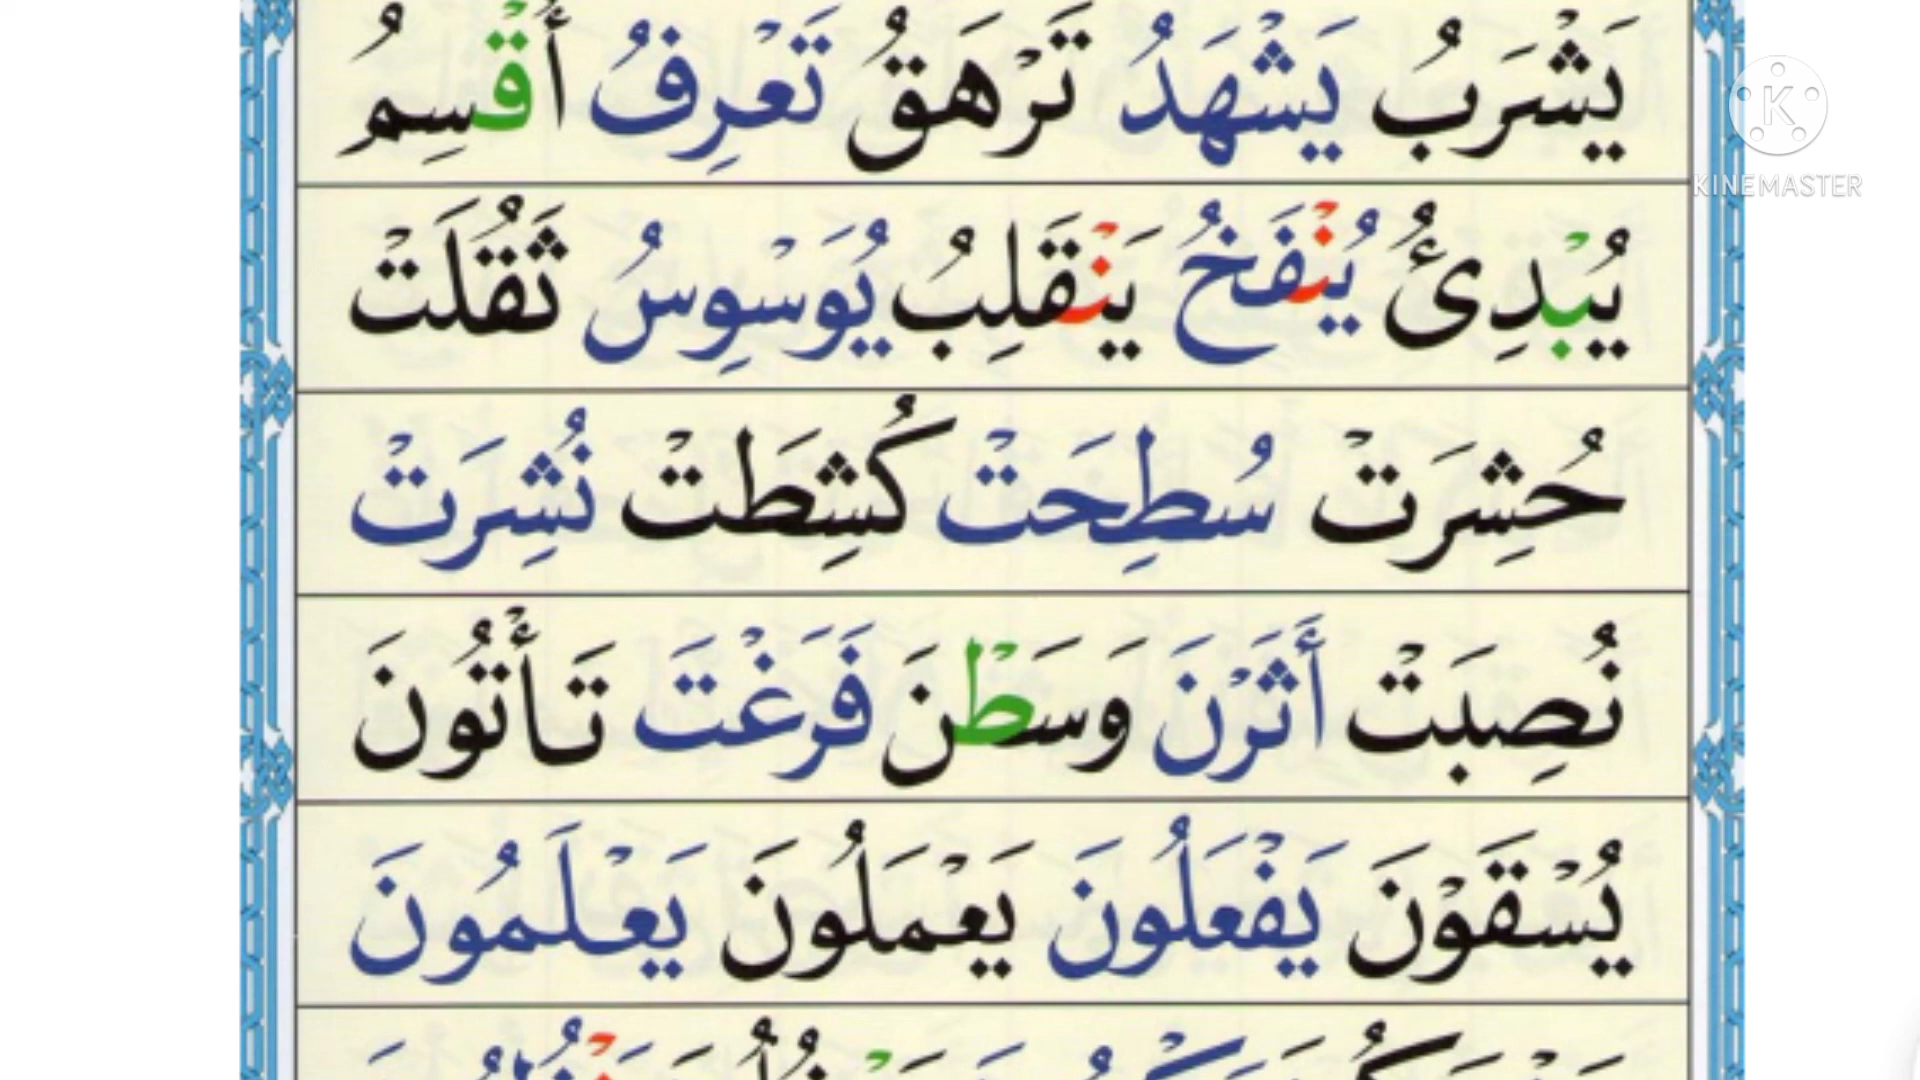 يَشْرَبُ يَشْهَدُ تَرْهَقُ تَعْرِفُ أُقْسِمُ
يُبْدِئُ يُنْفَخُ يَنْقَلِبُ يُوَسْوِسُ ثَقُلَتْ
حُشِرَتْ سُطِحَتْ كُشِطَتْ نُشِرَتْ
نُصِبَتْ أَثَرْنَ وَسَطْنَ فَرَغْتَ تَأْتُونَ
يُسْقَوْنَ يَفْعَلُونَ يَعْمَلُونَ يَعْلَمُونَ
KINEMASTER